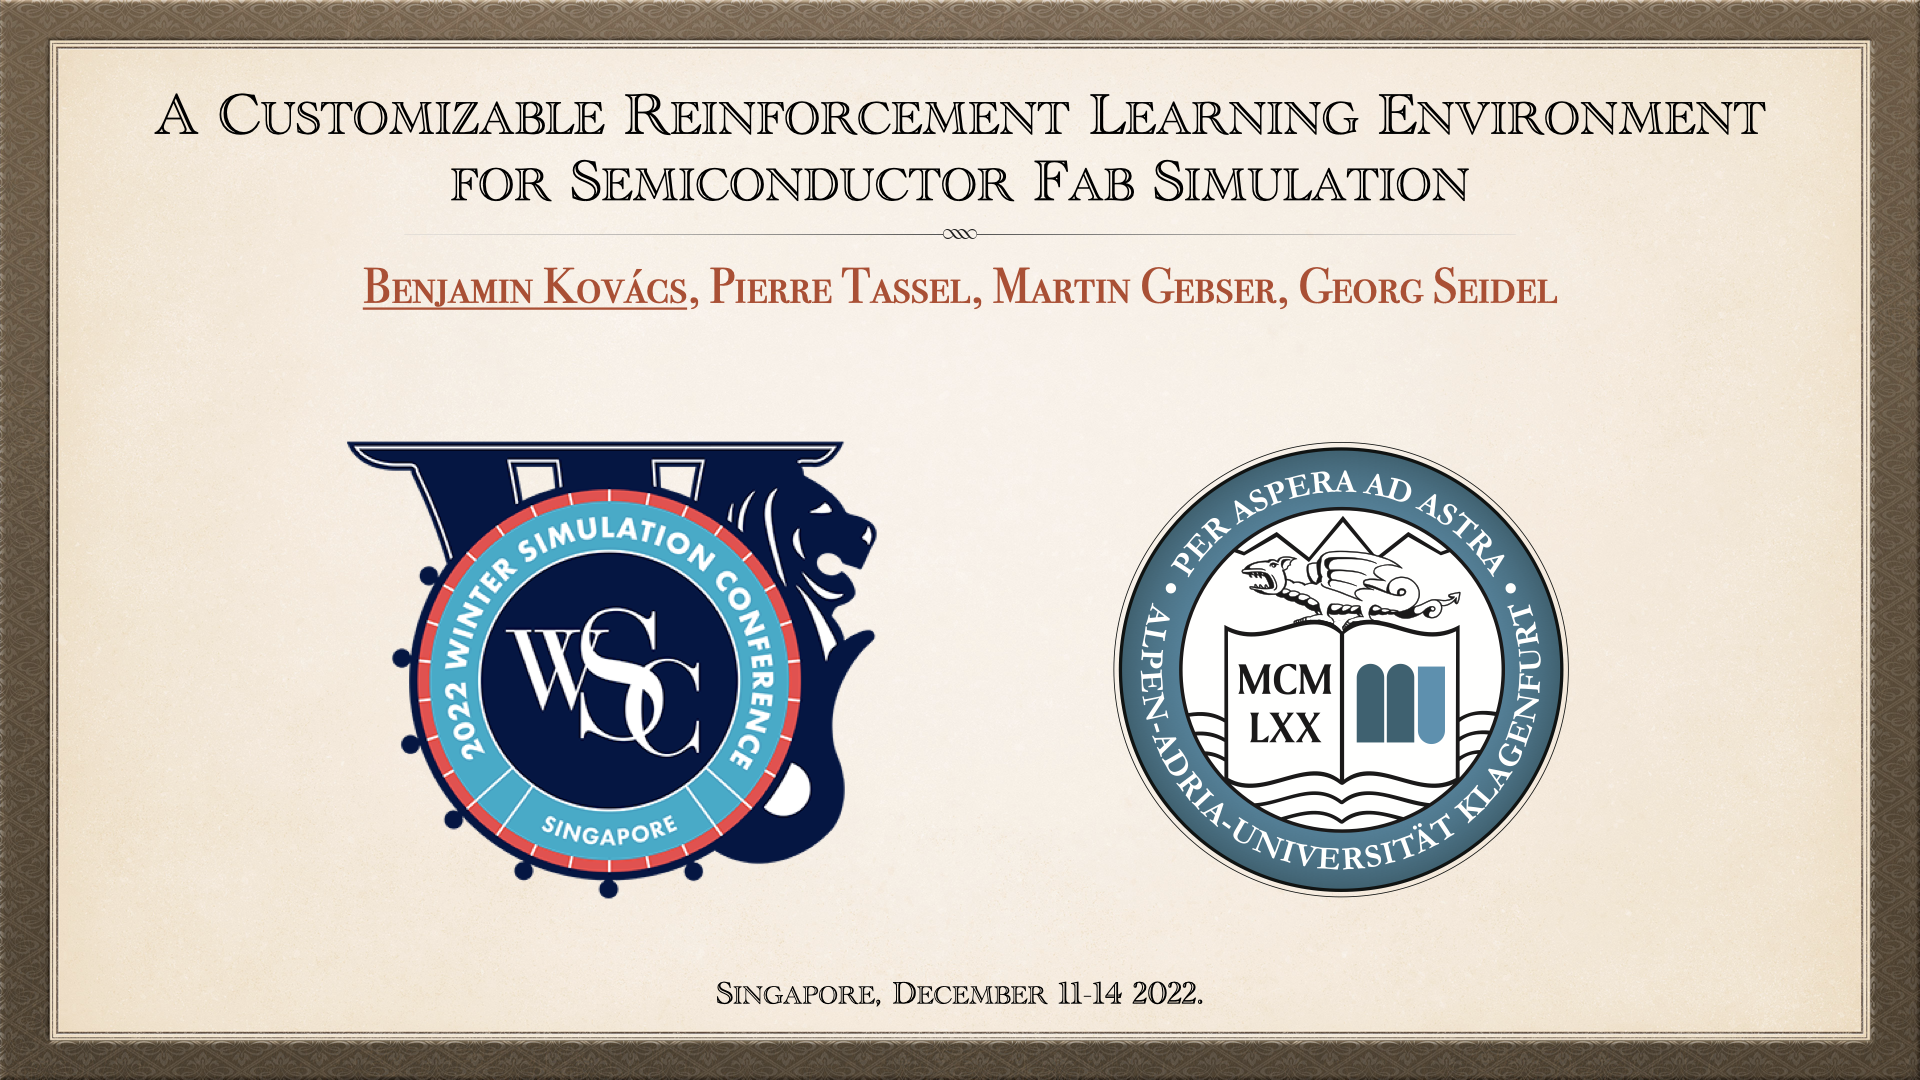 A Customizable Reinforcement Learning Environment
for Semiconductor Fab Simulation
Benjamin Kovács, Pierre Tassel, Martin Gebser, Georg Seidel
2022 WINTER SIMULATION CONFERENCE
WSC
SINGAPORE
• PER ASPERA AD ASTRA •
MCM
LXX
ALPEN-ADRIA-UNIVERSITÄT KLAGENFURT
Singapore, December 11-14 2022.